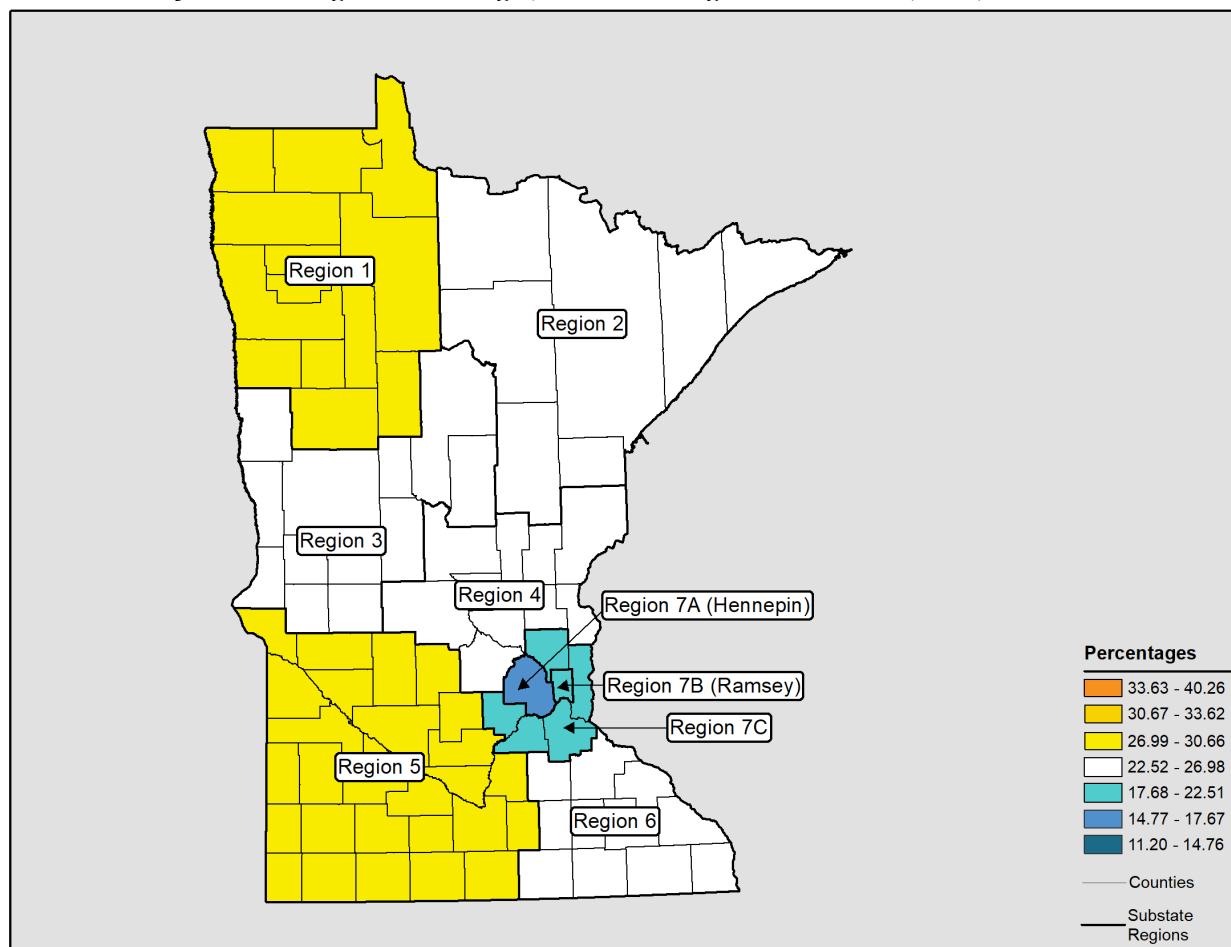 Region 1
Region 2
Region 3
Region 4
Region 7A (Hennepin)
Region 7B (Ramsey)
Region 7C
Region 5
Region 6
Percentages
33.63 - 40.26
30.67 - 33.62
26.99 - 30.66
22.52 - 26.98
17.68 - 22.51
14.77 - 17.67
11.20 - 14.76
Counties
Substate
Regions